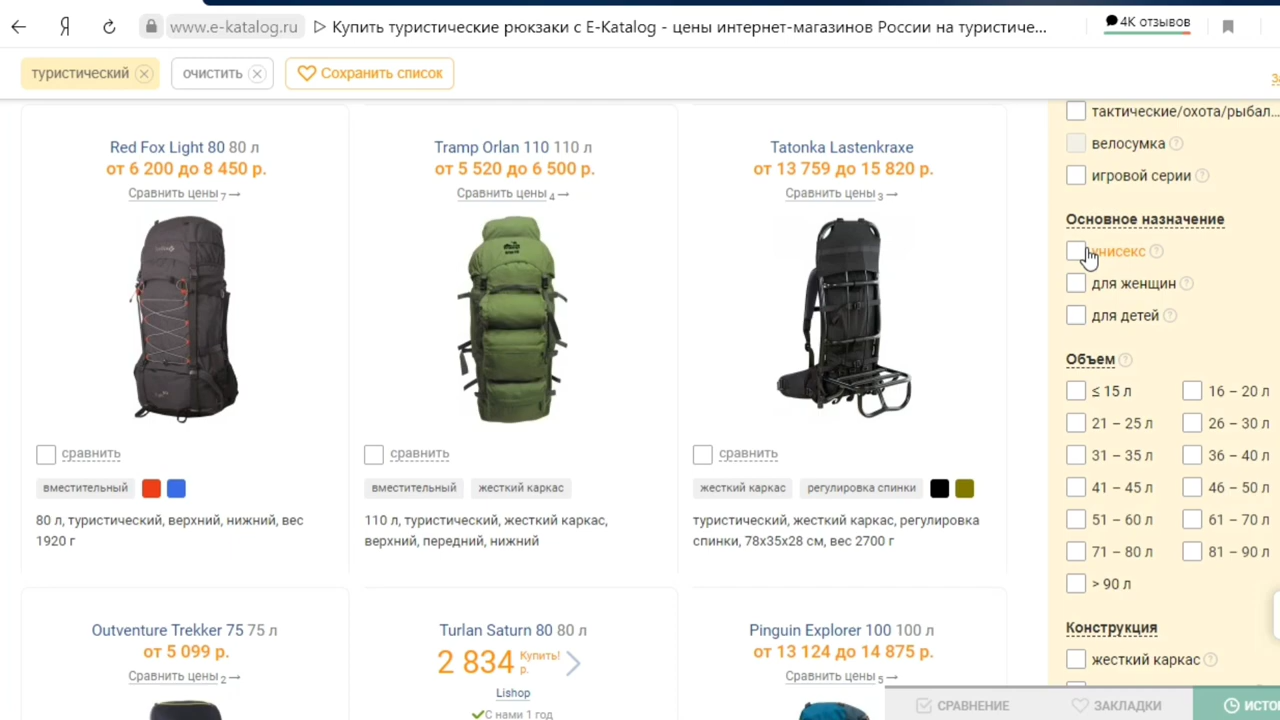 Я www.e-katalog.ru Купить туристические рюкзаки с E-Katalog - цены интернет-магазинов России на туристиче... 4K отзывов
туристический очистить Сохранить список
Red Fox Light 80 80 л
от 6 200 до 8 450 р.
Сравнить цены 7 →
Tramp Orlan 110 110 л
от 5 520 до 6 500 р.
Сравнить цены 4 →
Tatonka Lastenkraxe
от 13 759 до 15 820 р.
Сравнить цены 3 →
сравнить
вместительный
80 л, туристический, верхний, нижний, вес
1920 г
сравнить
вместительный жесткий каркас
110 л, туристический, жесткий каркас,
верхний, передний, нижний
сравнить
жесткий каркас регулировка спинки
туристический, жесткий каркас, регулировка
спинки, 78x35x28 см, вес 2700 г
Outventure Trekker 75 75 л
от 5 099 р.
Сравнить цены 2 →
Turlan Saturn 80 80 л
2 834 р. Купить!
Lishop
С нами 1 год
Pinguin Explorer 100 100 л
от 13 124 до 14 875 р.
Сравнить цены 5 →
тактические/охота/рыбал...
велосумка ?
игровой серии ?
Основное назначение
унисекс ?
для женщин ?
для детей ?
Объем ?
≤ 15 л 16 – 20 л
21 – 25 л 26 – 30 л
31 – 35 л 36 – 40 л
41 – 45 л 46 – 50 л
51 – 60 л 61 – 70 л
71 – 80 л 81 – 90 л
> 90 л
Конструкция
жесткий каркас ?
СРАВНЕНИЕ ЗАКЛАДКИ ИСТО